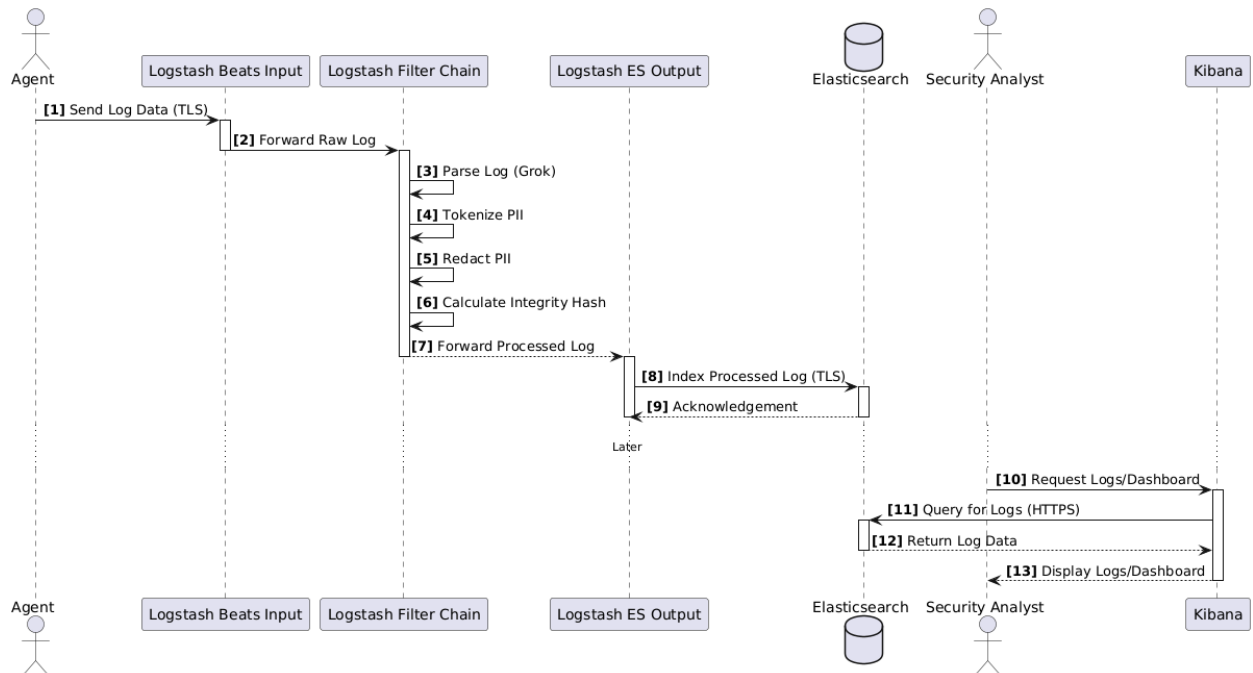 Agent
Logstash Beats Input
Logstash Filter Chain
Logstash ES Output
Elasticsearch
Security Analyst
Kibana
[1] Send Log Data (TLS)
[2] Forward Raw Log
[3] Parse Log (Grok)
[4] Tokenize PII
[5] Redact PII
[6] Calculate Integrity Hash
[7] Forward Processed Log
[8] Index Processed Log (TLS)
[9] Acknowledgement
Later
[10] Request Logs/Dashboard
[11] Query for Logs (HTTPS)
[12] Return Log Data
[13] Display Logs/Dashboard
Agent
Logstash Beats Input
Logstash Filter Chain
Logstash ES Output
Elasticsearch
Security Analyst
Kibana